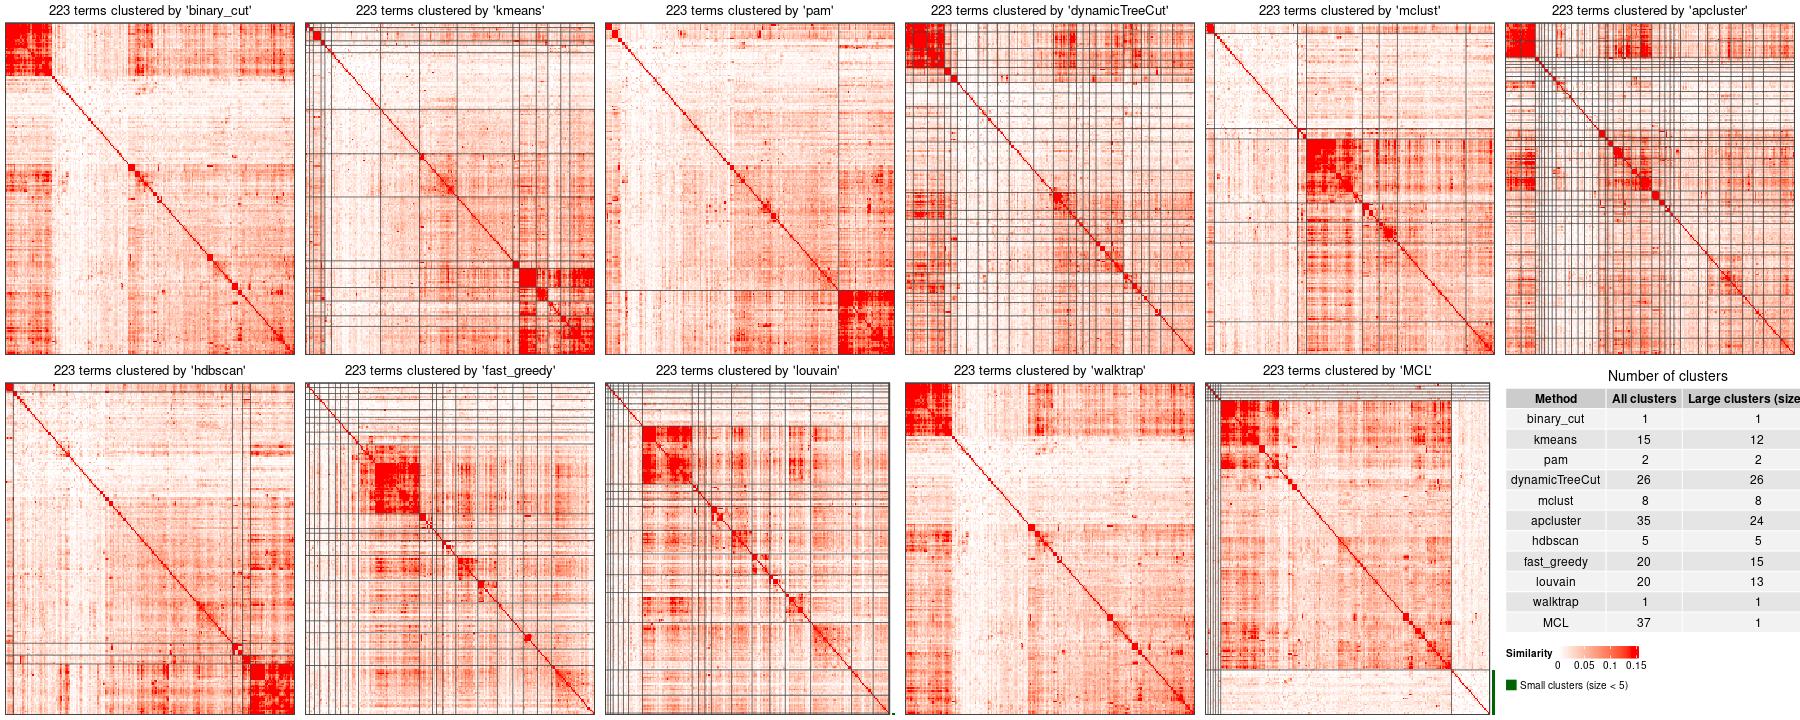 223 terms clustered by 'binary_cut'
223 terms clustered by 'kmeans'
223 terms clustered by 'pam'
223 terms clustered by 'dynamicTreeCut'
223 terms clustered by 'mclust'
223 terms clustered by 'apcluster'
223 terms clustered by 'hdbscan'
223 terms clustered by 'fast_greedy'
223 terms clustered by 'louvain'
223 terms clustered by 'walktrap'
223 terms clustered by 'MCL'
Number of clusters
Method All clusters Large clusters (size
binary_cut 1 1
kmeans 15 12
pam 2 2
dynamicTreeCut 26 26
mclust 8 8
apcluster 35 24
hdbscan 5 5
fast_greedy 20 15
louvain 20 13
walktrap 1 1
MCL 37 1
Similarity
0 0.05 0.1 0.15
Small clusters (size < 5)